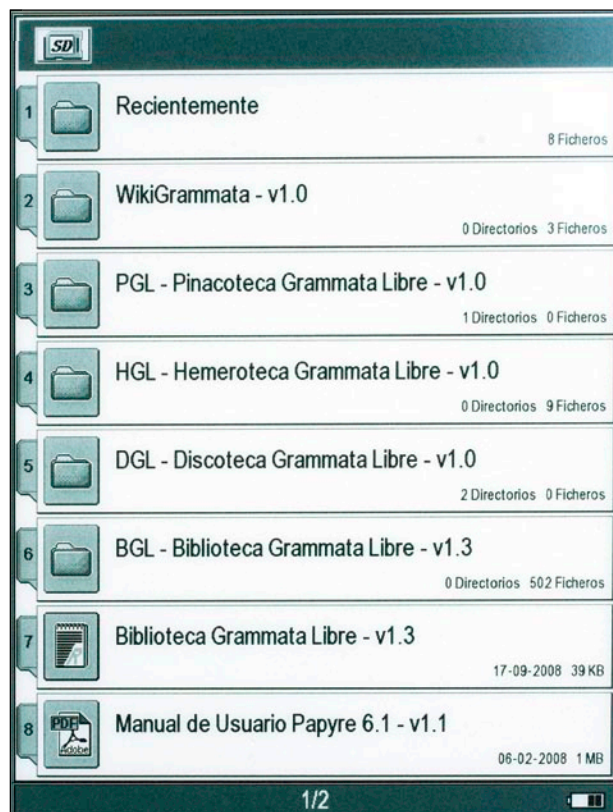 SD
1
Recientemente
8 Ficheros
2
WikiGrammata - v1.0
0 Directorios 3 Ficheros
3
PGL - Pinacoteca Grammata Libre - v1.0
1 Directorios 0 Ficheros
4
HGL - Hemeroteca Grammata Libre - v1.0
0 Directorios 9 Ficheros
5
DGL - Discoteca Grammata Libre - v1.0
2 Directorios 0 Ficheros
6
BGL - Biblioteca Grammata Libre - v1.3
0 Directorios 502 Ficheros
7
Biblioteca Grammata Libre - v1.3
17-09-2008 39 KB
8
PDF
Adobe
Manual de Usuario Papyre 6.1 - v1.1
06-02-2008 1 MB
1/2